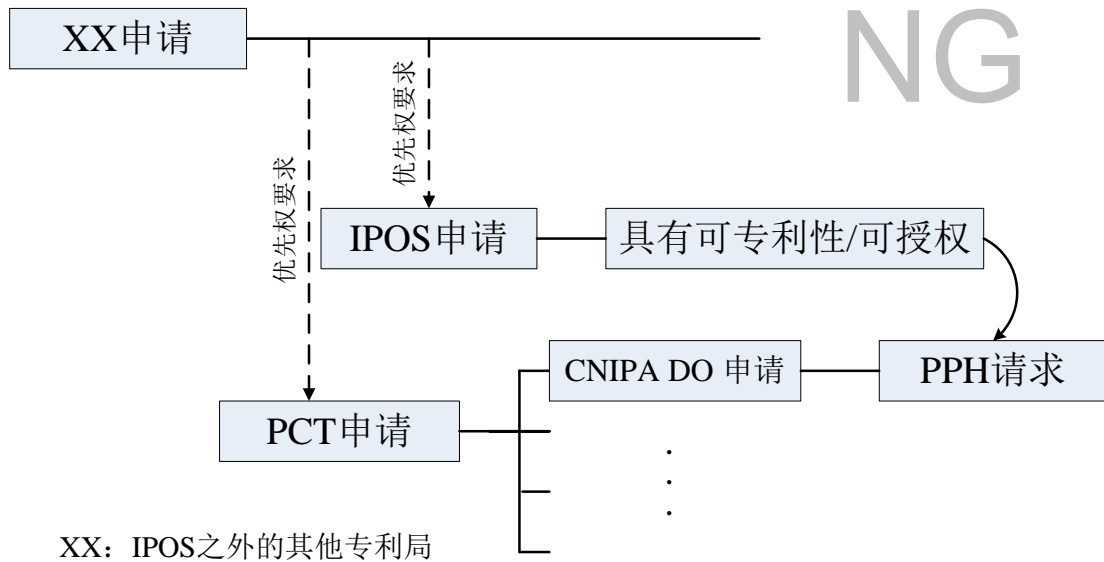 XX申请
NG
优先权要求
优先权要求
IPOS申请
具有可专利性/可授权
CNIPA DO 申请
PPH请求
PCT申请
XX：IPOS之外的其他专利局